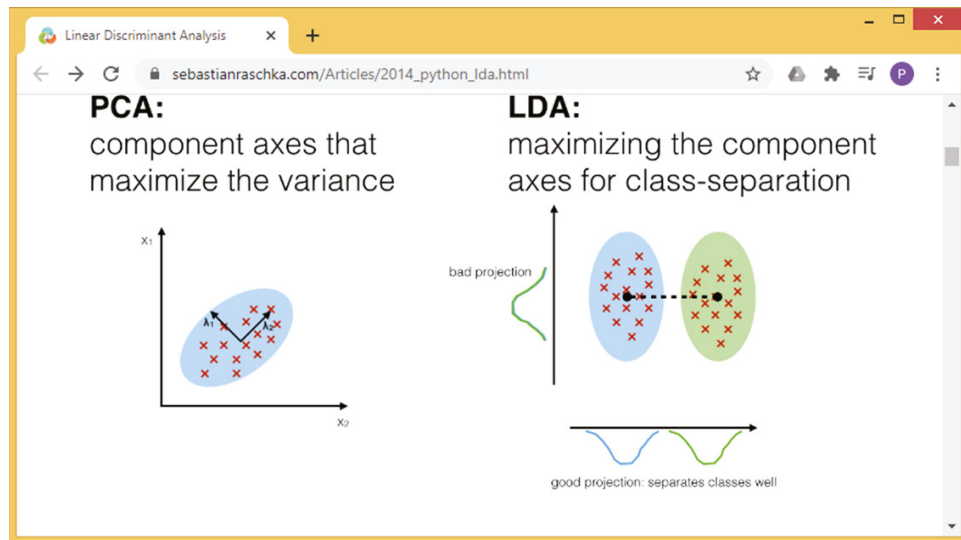 Linear Discriminant Analysis
sebastianraschka.com/Articles/2014_python_lda.html
P
PCA:
component axes that
maximize the variance
LDA:
maximizing the component
axes for class-separation
x₁
λ₁
λ₂
x₂
bad projection
good projection: separates classes well